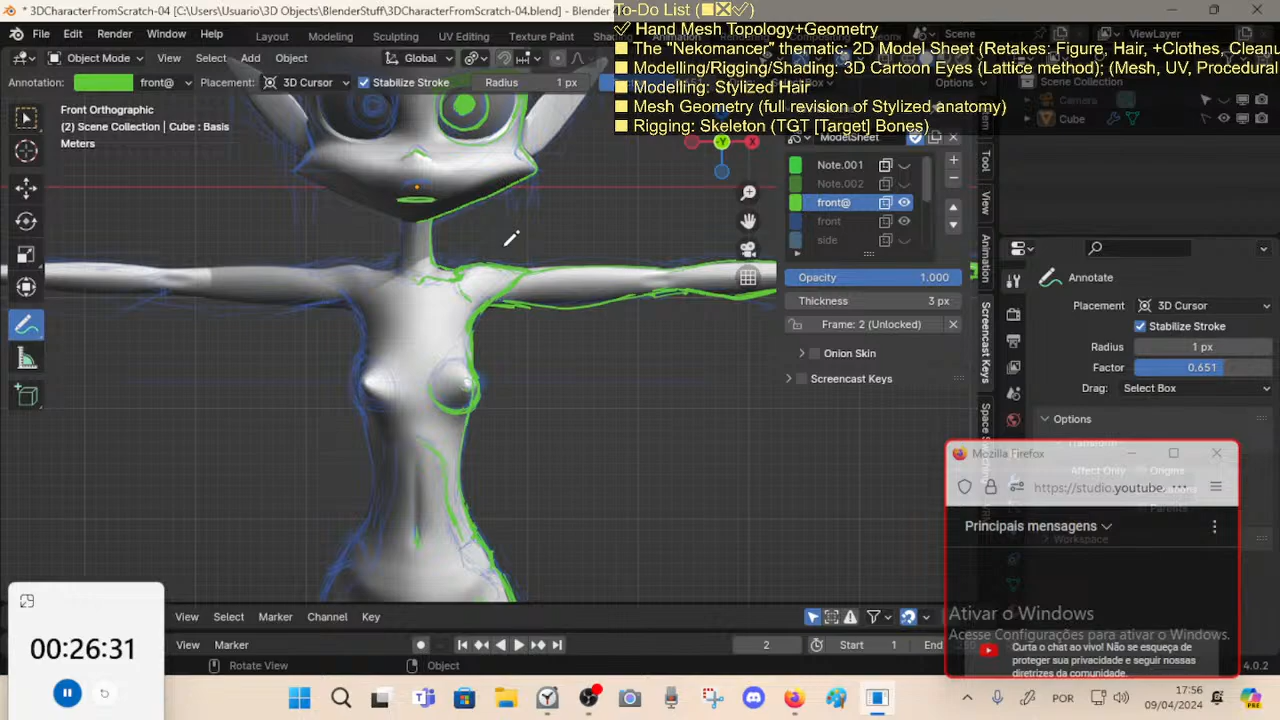 * 3DCharacterFromScratch-04 [C:\Users\Usuario\3D Objects\BlenderStuff\3DCharacterFromScratch-04.blend] - Blender
To-Do List (■☒✓)
✓ Hand Mesh Topology+Geometry
■ The "Nekomancer" thematic: 2D Model Sheet (Retakes: Figure, Hair, +Clothes, Cleanu
■ Modelling/Rigging/Shading: 3D Cartoon Eyes (Lattice method); (Mesh, UV, Procedural
■ Modelling: Stylized Hair
■ Mesh Geometry (full revision of Stylized anatomy)
■ Rigging: Skeleton (TGT [Target] Bones)
File Edit Render Window Help Layout Modeling Sculpting UV Editing Texture Paint
Scene ViewLayer
Object Mode View Select Add Object Global
Annotation: front@ Placement: 3D Cursor Stabilize Stroke Radius 1 px
Options
Scene Collection
Camera
Cube
Front Orthographic
(2) Scene Collection | Cube : Basis
Meters
Y
X
ModelSheet
Note.001
Note.002
front@
front
side
Opacity 1.000
Thickness 3 px
Frame: 2 (Unlocked)
Onion Skin
Screencast Keys
Item
Tool
View
Animation
Screencast Keys
Annotate
Placement 3D Cursor
Stabilize Stroke
Radius 1 px
Factor 0.651
Drag: Select Box
Options
Transform
Affect Only Origins
Parents
Workspace
Mozilla Firefox
https://studio.youtube.
Principais mensagens
Ativar o Windows
Acesse Configurações para ativar o Windows.
Curta o chat ao vivo! Não se esqueça de
proteger sua privacidade e seguir nossas
diretrizes da comunidade.
00:26:31
View Select Marker Channel Key
View Marker 2 Start 1 End
Rotate View Object 4.0.2
POR
17:56
09/04/2024
PRE